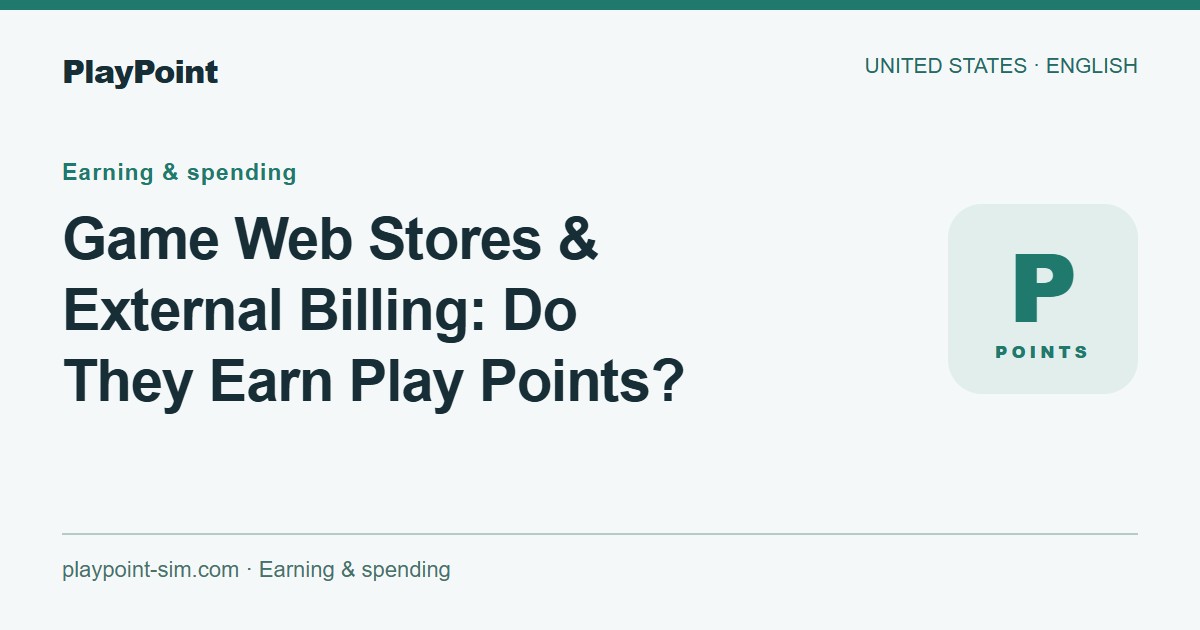 PlayPoint
UNITED STATES · ENGLISH
Earning & spending
Game Web Stores &
External Billing: Do
They Earn Play Points?
P
POINTS
playpoint-sim.com · Earning & spending